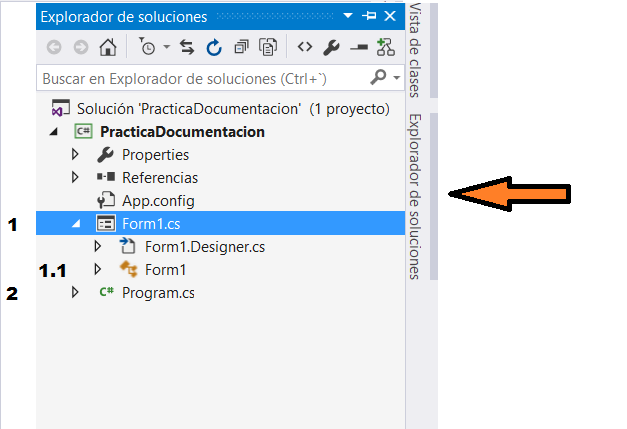 Explorador de soluciones
Buscar en Explorador de soluciones (Ctrl+`)
Solución 'PracticaDocumentacion' (1 proyecto)
C# PracticaDocumentacion
Properties
Referencias
App.config
1 Form1.cs
Form1.Designer.cs
1.1 Form1
2 C# Program.cs
Vista de clases
Explorador de soluciones